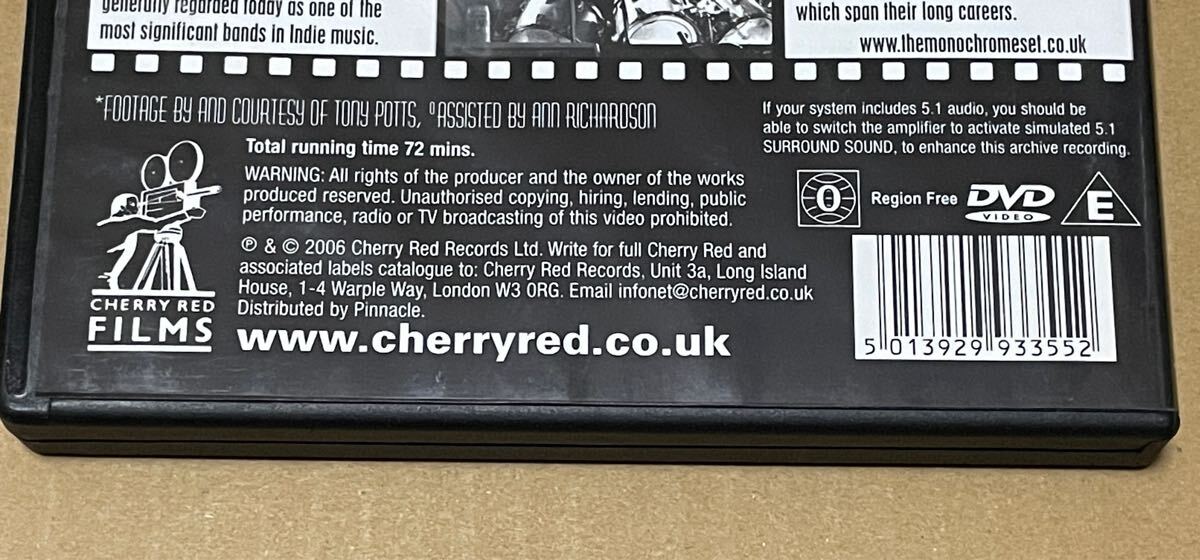 generally regarded today as one of the
most significant bands in Indie music.
which span their long careers.
www.themonochromeset.co.uk
*FOOTAGE BY AND COURTESY OF TONY POTTS, ºASSISTED BY ANN RICHARDSON
If your system includes 5.1 audio, you should be
able to switch the amplifier to activate simulated 5.1
SURROUND SOUND, to enhance this archive recording.
Total running time 72 mins.
WARNING: All rights of the producer and the owner of the works
produced reserved. Unauthorised copying, hiring, lending, public
performance, radio or TV broadcasting of this video prohibited.
℗ & © 2006 Cherry Red Records Ltd. Write for full Cherry Red and
associated labels catalogue to: Cherry Red Records, Unit 3a, Long Island
House, 1-4 Warple Way, London W3 0RG. Email infonet@cherryred.co.uk
Distributed by Pinnacle.
www.cherryred.co.uk
CHERRY RED
FILMS
0
Region Free
DVD
VIDEO
E
5 013929 933552